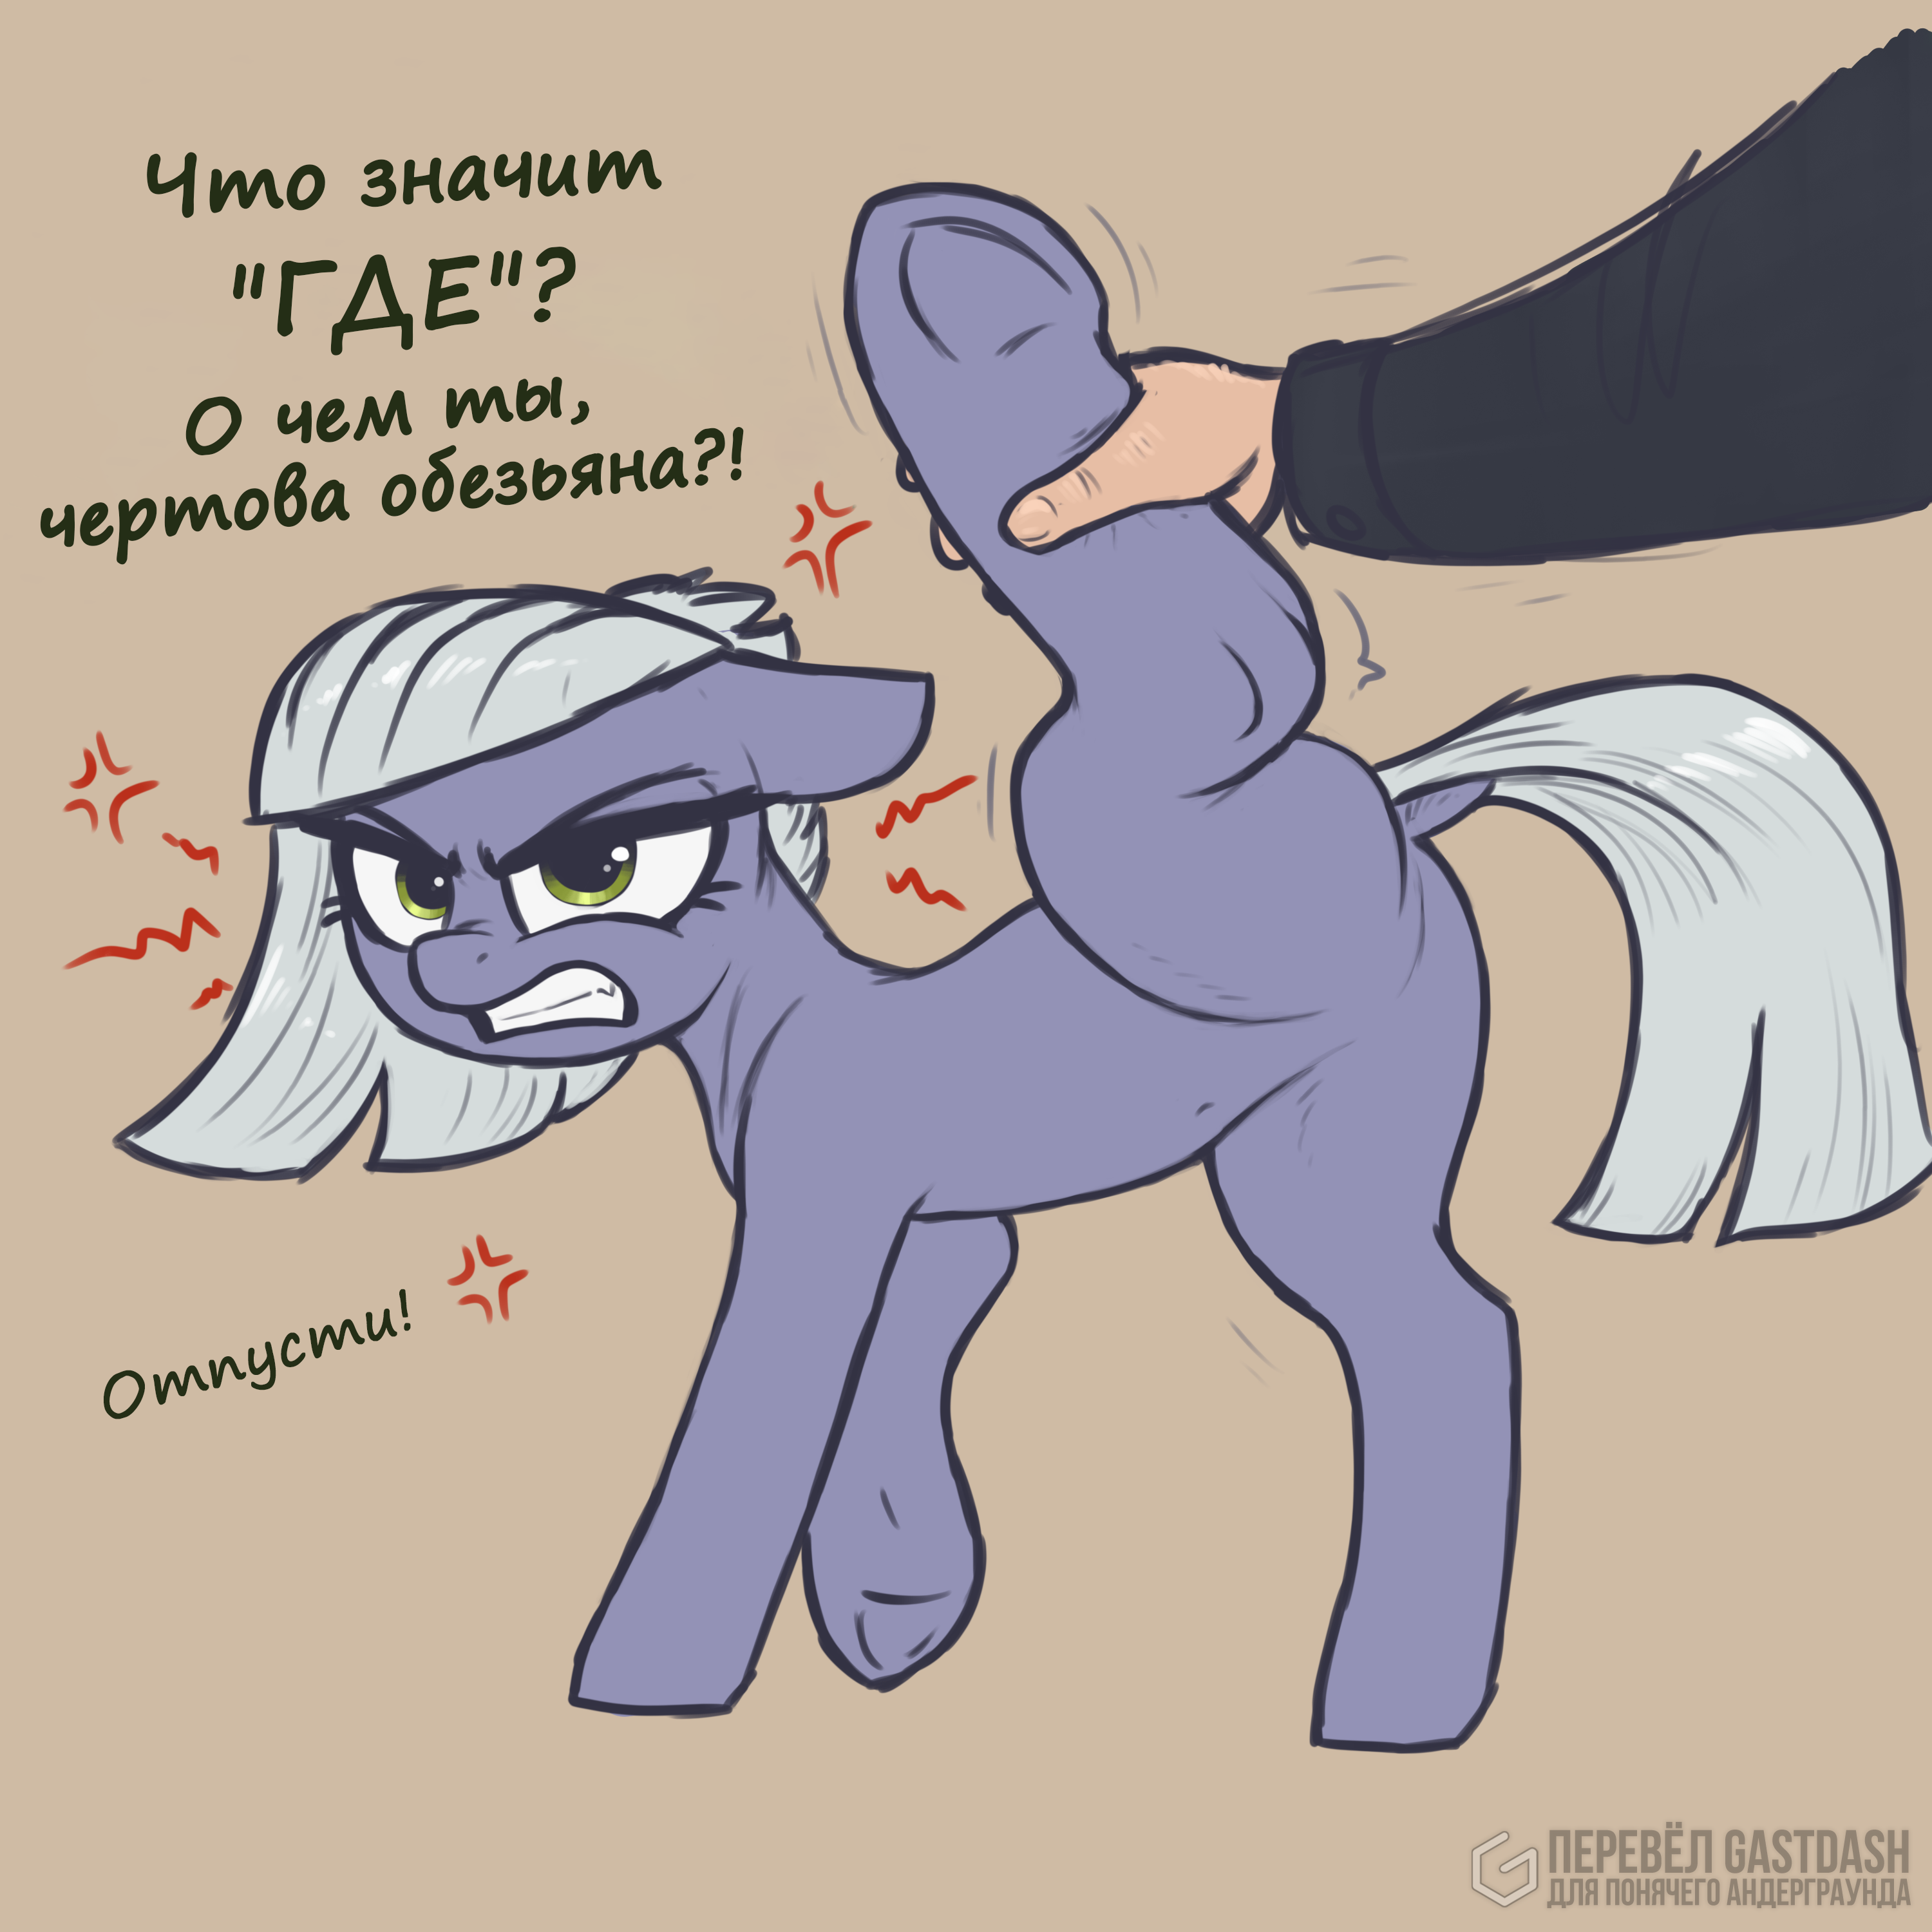 Что значит
"ГДЕ"?
О чем ты,
чертова обезьяна?!
Отпусти!
ПЕРЕВЁЛ GASTDASH
ДЛЯ ПОНЯЧЕГО АНДЕРГРАУНДА